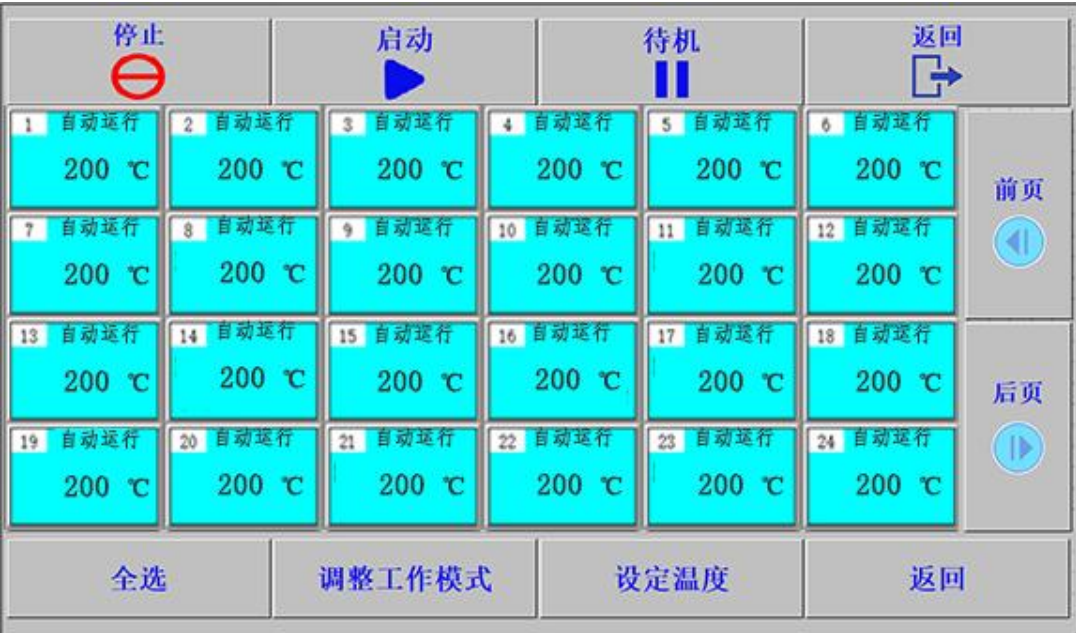 停止 启动 待机 返回
1 自动运行 2 自动运行 3 自动运行 4 自动运行 5 自动运行 6 自动运行
200 ℃ 200 ℃ 200 ℃ 200 ℃ 200 ℃ 200 ℃
前页
7 自动运行 8 自动运行 9 自动运行 10 自动运行 11 自动运行 12 自动运行
200 ℃ 200 ℃ 200 ℃ 200 ℃ 200 ℃ 200 ℃
13 自动运行 14 自动运行 15 自动运行 16 自动运行 17 自动运行 18 自动运行
200 ℃ 200 ℃ 200 ℃ 200 ℃ 200 ℃ 200 ℃
后页
19 自动运行 20 自动运行 21 自动运行 22 自动运行 23 自动运行 24 自动运行
200 ℃ 200 ℃ 200 ℃ 200 ℃ 200 ℃ 200 ℃
全选 调整工作模式 设定温度 返回